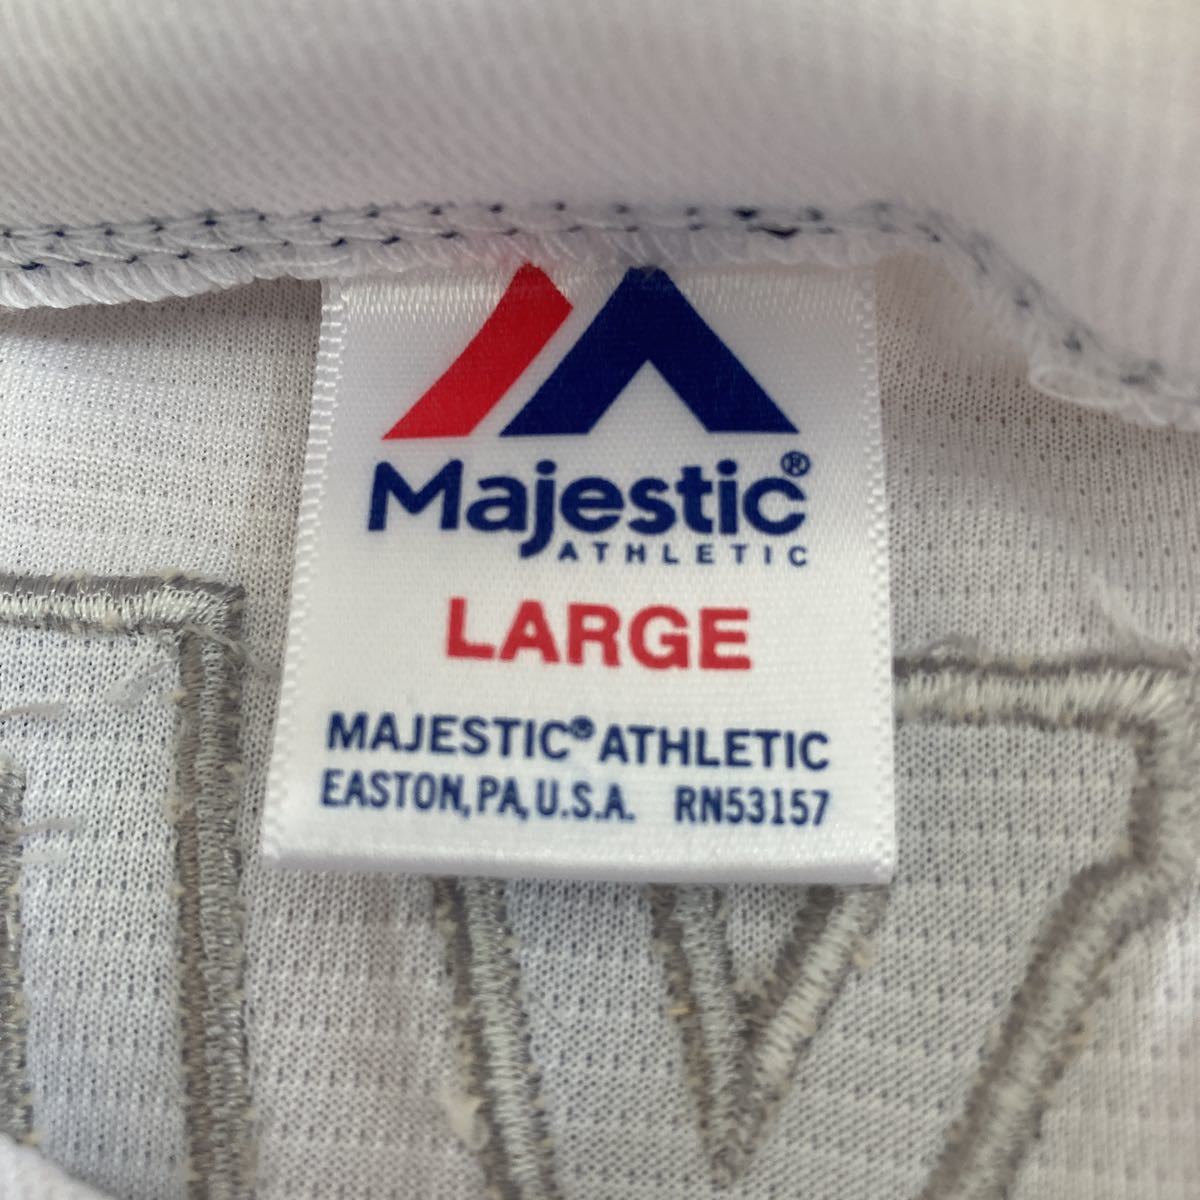 Majestic®
ATHLETIC
LARGE
MAJESTIC® ATHLETIC
EASTON, PA, U.S.A. RN53157